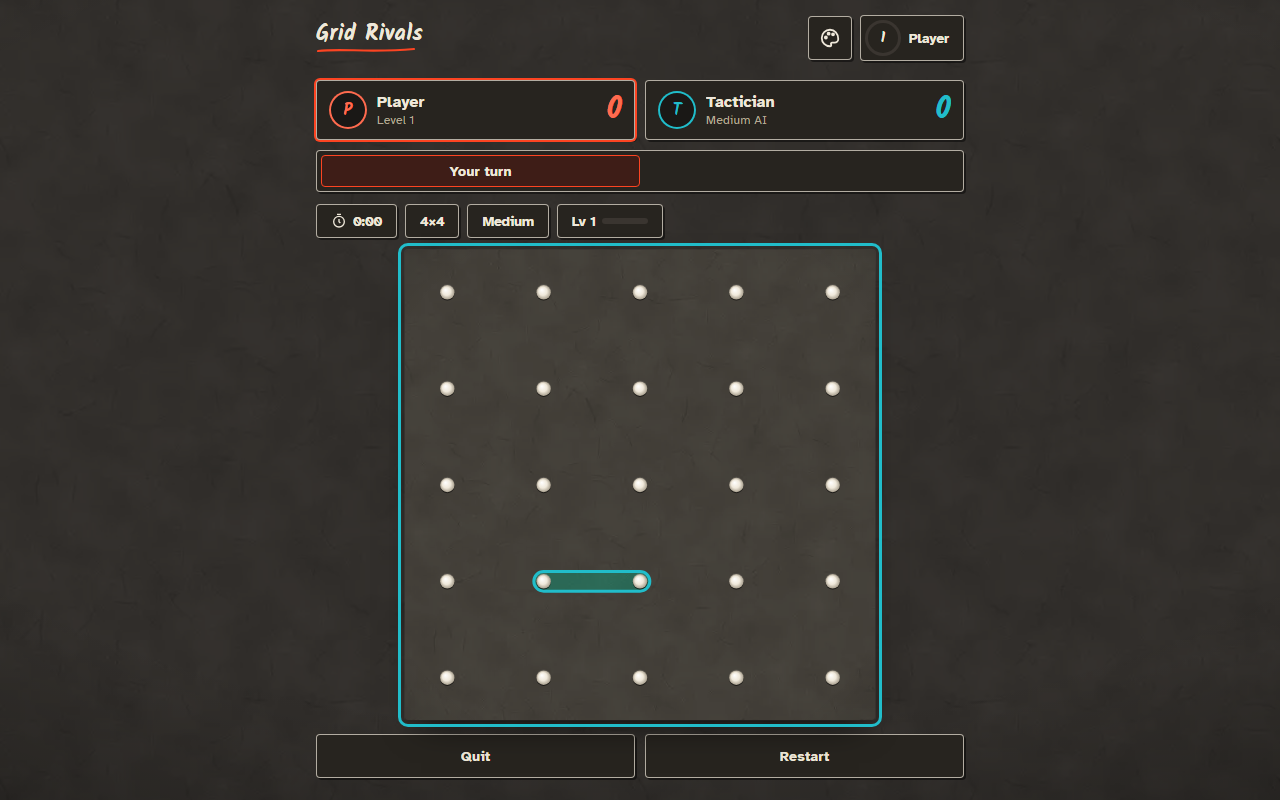 Grid Rivals
I Player
P Player 0
Level 1
T Tactician 0
Medium AI
Your turn
0:00 4×4 Medium Lv 1
Quit Restart